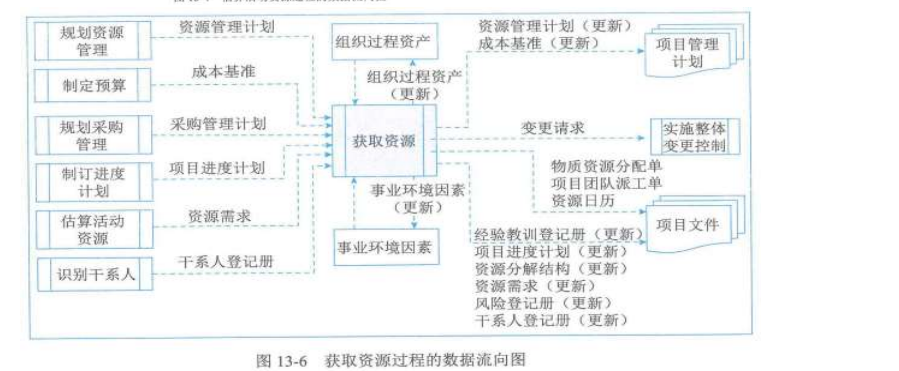 规划资源
管理
资源管理计划
制定预算
成本基准
规划采购
管理
采购管理计划
制订进度
计划
项目进度计划
估算活动
资源
资源需求
识别干系人
干系人登记册
组织过程资产
组织过程资产
（更新）
获取资源
事业环境因素
（更新）
事业环境因素
资源管理计划（更新）
成本基准（更新）
项目管理
计划
变更请求
实施整体
变更控制
物质资源分配单
项目团队派工单
资源日历
项目文件
经验教训登记册（更新）
项目进度计划（更新）
资源分解结构（更新）
资源需求（更新）
风险登记册（更新）
干系人登记册（更新）
图 13-6 获取资源过程的数据流向图